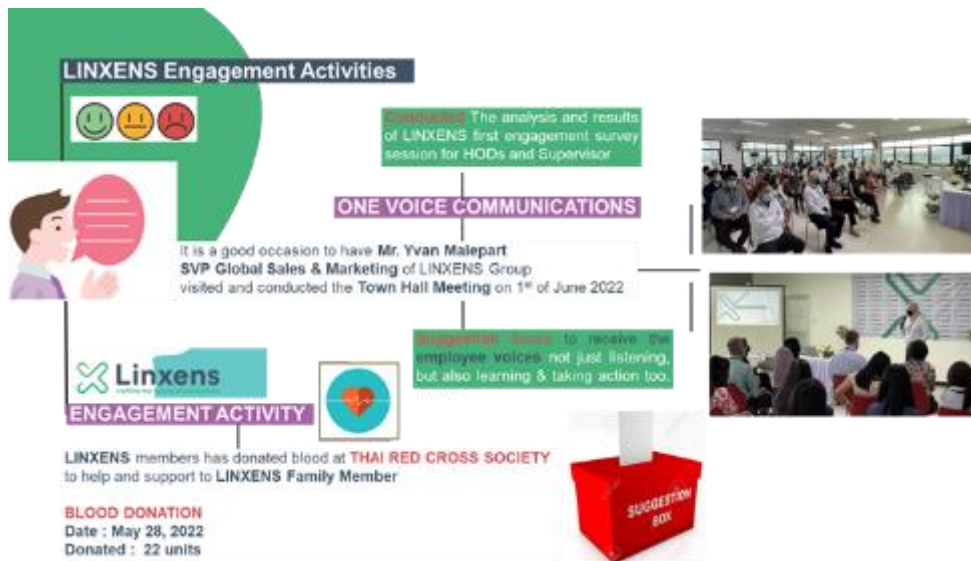 LINXENS Engagement Activities
Conducted The analysis and results
of LINXENS first engagement survey
session for HODs and Supervisor
ONE VOICE COMMUNICATIONS
It is a good occasion to have Mr. Yvan Malepart
SVP Global Sales & Marketing of LINXENS Group
visited and conducted the Town Hall Meeting on 1st of June 2022
Suggestion to receive the
employee voices not just listening,
but also learning & taking action too.
Linxens
ENGAGEMENT ACTIVITY
LINXENS members has donated blood at THAI RED CROSS SOCIETY
to help and support to LINXENS Family Member
BLOOD DONATION
Date : May 28, 2022
Donated : 22 units
SUGGESTION
BOX